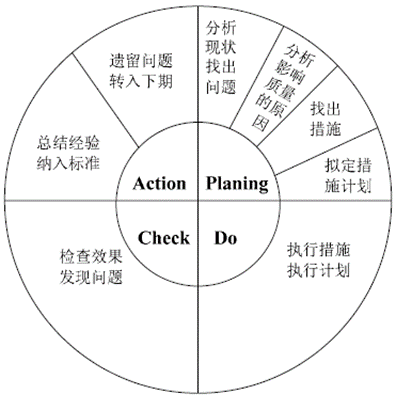 分析
现状
找出
问题
分析
影响
质量
的原
因
找出
措施
拟定措
施计划
Planing
执行措施
执行计划
Do
检查效果
发现问题
Check
总结经验
纳入标准
遗留问题
转入下期
Action